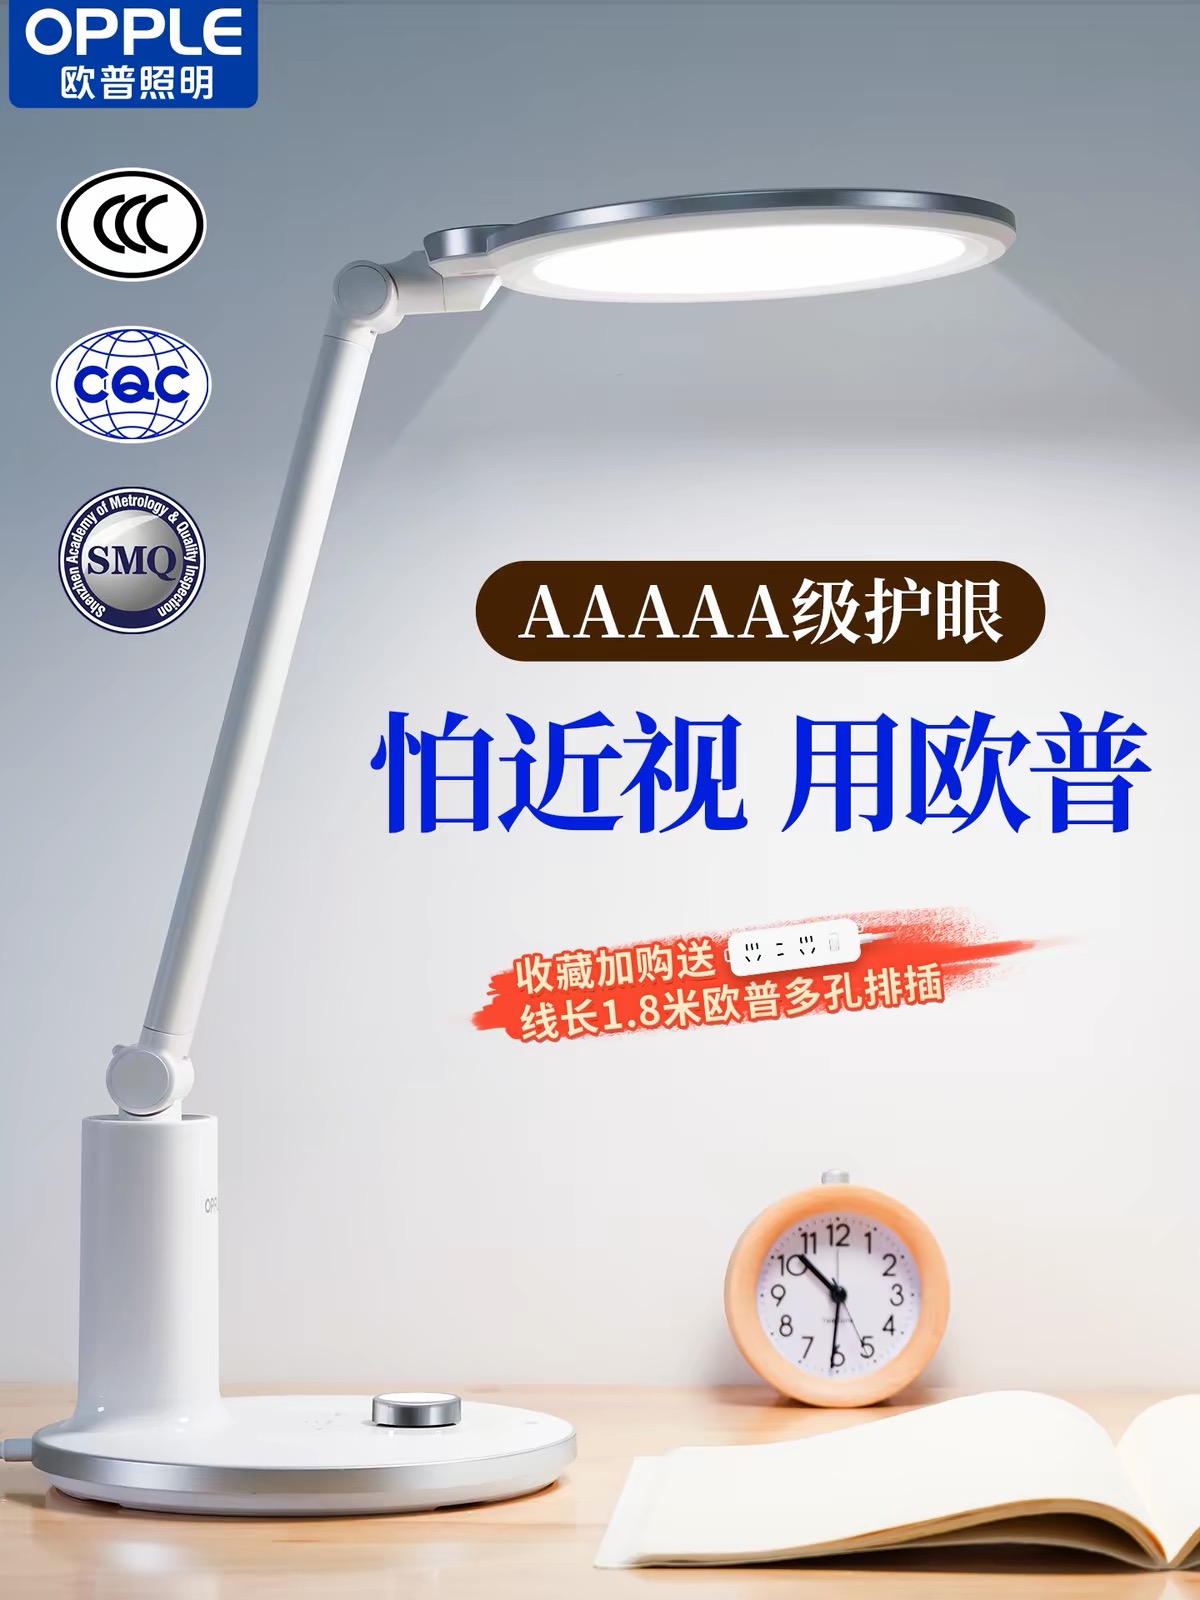 OPPLE
欧普照明
CCC
CQC
Shenzhen Academy of Metrology & Quality Inspection
SMQ
AAAAA级护眼
怕近视 用欧普
收藏加购送
线长1.8米欧普多孔排插
11 12 1
10 2
9 3
8 4
7 6 5